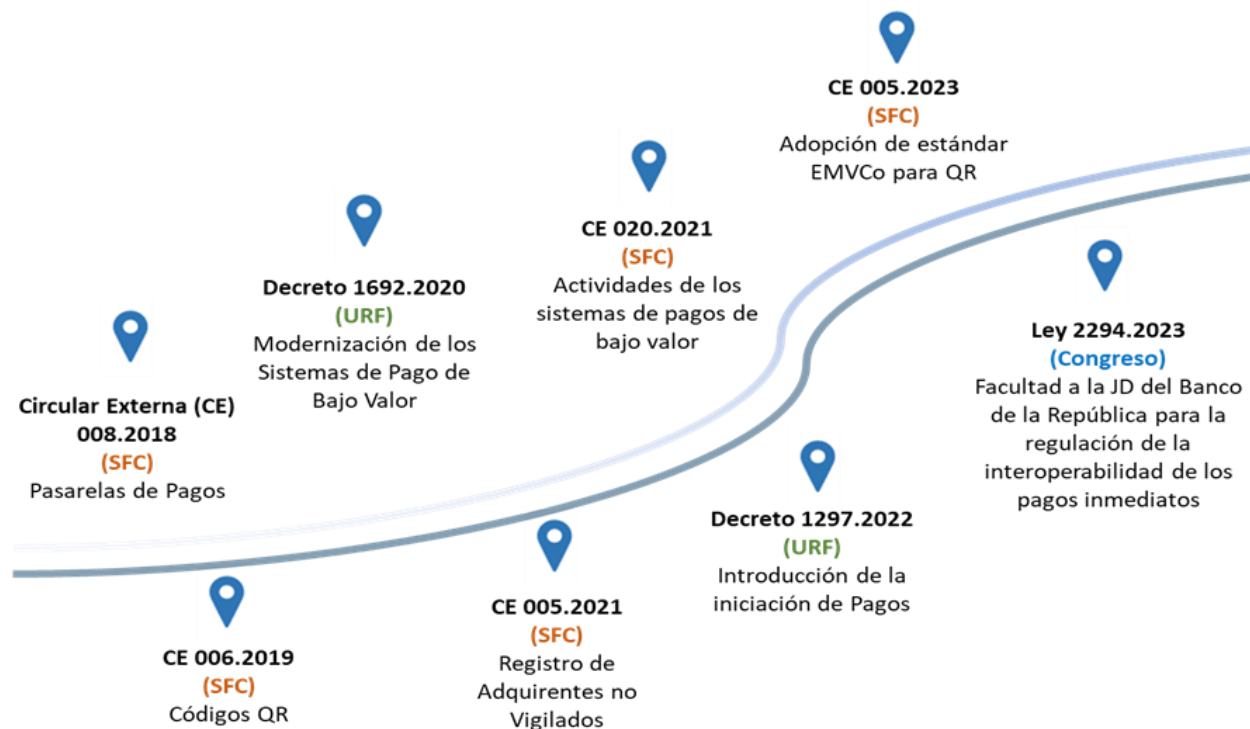 Circular Externa (CE)
008.2018
(SFC)
Pasarelas de Pagos
CE 006.2019
(SFC)
Códigos QR
Decreto 1692.2020
(URF)
Modernización de los
Sistemas de Pago de
Bajo Valor
CE 005.2021
(SFC)
Registro de
Adquirentes no
Vigilados
CE 020.2021
(SFC)
Actividades de los
sistemas de pagos de
bajo valor
Decreto 1297.2022
(URF)
Introducción de la
iniciación de Pagos
CE 005.2023
(SFC)
Adopción de estándar
EMVCo para QR
Ley 2294.2023
(Congreso)
Facultad a la JD del Banco
de la República para la
regulación de la
interoperabilidad de los
pagos inmediatos